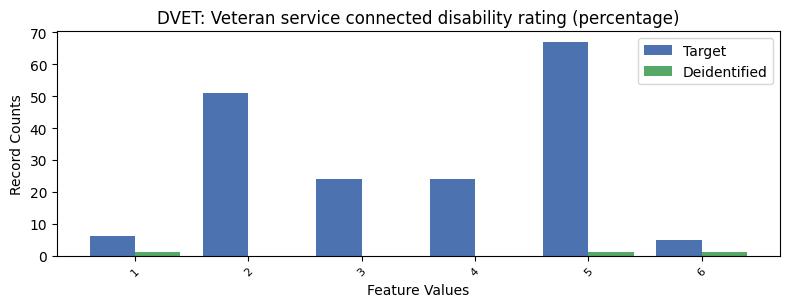 DVET: Veteran service connected disability rating (percentage)
Target
Deidentified
Record Counts
70
60
50
40
30
20
10
0
1 2 3 4 5 6
Feature Values